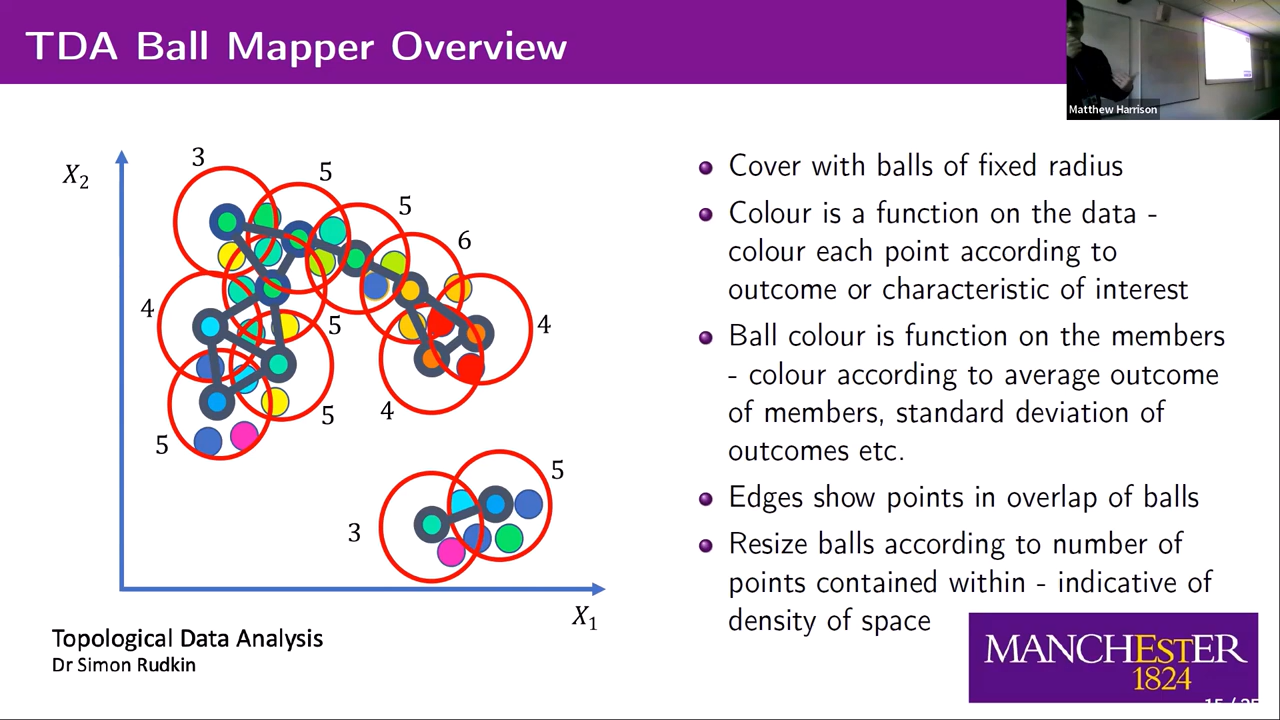 TDA Ball Mapper Overview
Matthew Harrison
X₂
3
5
5
6
4
4
5
5
4
5
5
3
X₁
Cover with balls of fixed radius
Colour is a function on the data -
colour each point according to
outcome or characteristic of interest
Ball colour is function on the members
- colour according to average outcome
of members, standard deviation of
outcomes etc.
Edges show points in overlap of balls
Resize balls according to number of
points contained within - indicative of
density of space
Topological Data Analysis
Dr Simon Rudkin
MANCHESTER
1824